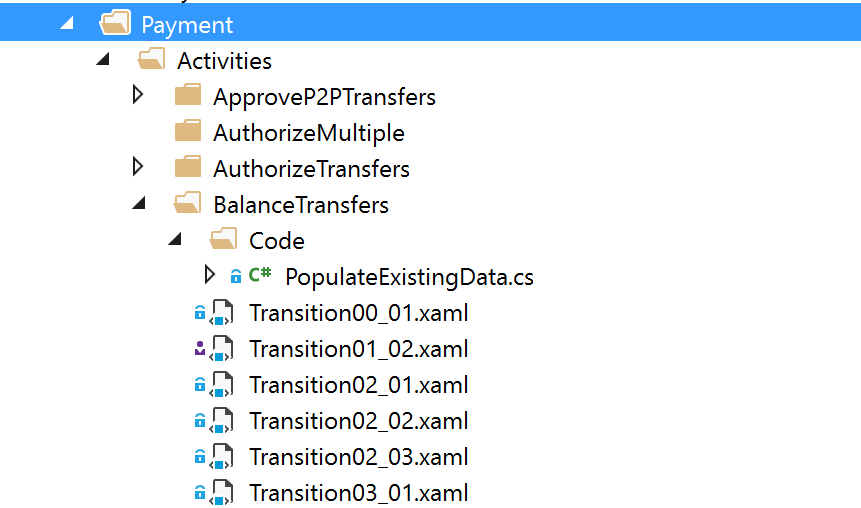 Payment
Activities
ApproveP2PTransfers
AuthorizeMultiple
AuthorizeTransfers
BalanceTransfers
Code
C# PopulateExistingData.cs
Transition00_01.xaml
Transition01_02.xaml
Transition02_01.xaml
Transition02_02.xaml
Transition02_03.xaml
Transition03_01.xaml